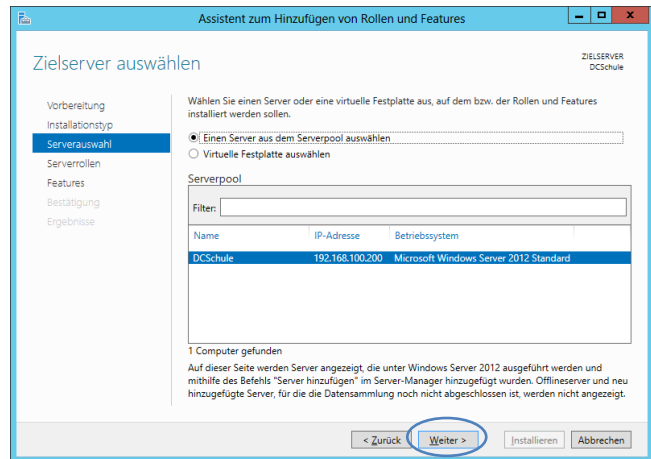 Assistent zum Hinzufügen von Rollen und Features
Zielserver auswählen
ZIELSERVER
DCSchule
Vorbereitung
Installationstyp
Serverauswahl
Serverrollen
Features
Bestätigung
Ergebnisse
Wählen Sie einen Server oder eine virtuelle Festplatte aus, auf dem bzw. der Rollen und Features
installiert werden sollen.
Einen Server aus dem Serverpool auswählen
Virtuelle Festplatte auswählen
Serverpool
Filter:
Name IP-Adresse Betriebssystem
DCSchule 192.168.100.200 Microsoft Windows Server 2012 Standard
1 Computer gefunden
Auf dieser Seite werden Server angezeigt, die unter Windows Server 2012 ausgeführt werden und
mithilfe des Befehls "Server hinzufügen" im Server-Manager hinzugefügt wurden. Offlineserver und neu
hinzugefügte Server, für die die Datensammlung noch nicht abgeschlossen ist, werden nicht angezeigt.
< Zurück Weiter > Installieren Abbrechen